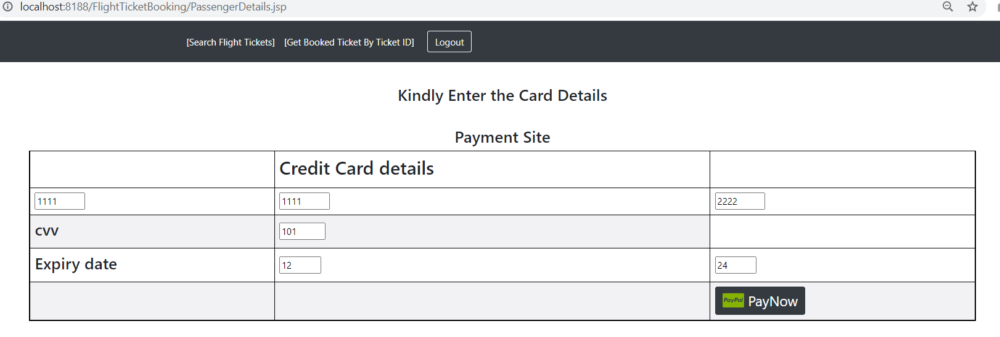 localhost:8188/FlightTicketBooking/PassengerDetails.jsp
[Search Flight Tickets] [Get Booked Ticket By Ticket ID] Logout
Kindly Enter the Card Details
Payment Site
Credit Card details
1111 1111 2222
CVV 101
Expiry date 12 24
PayPal PayNow